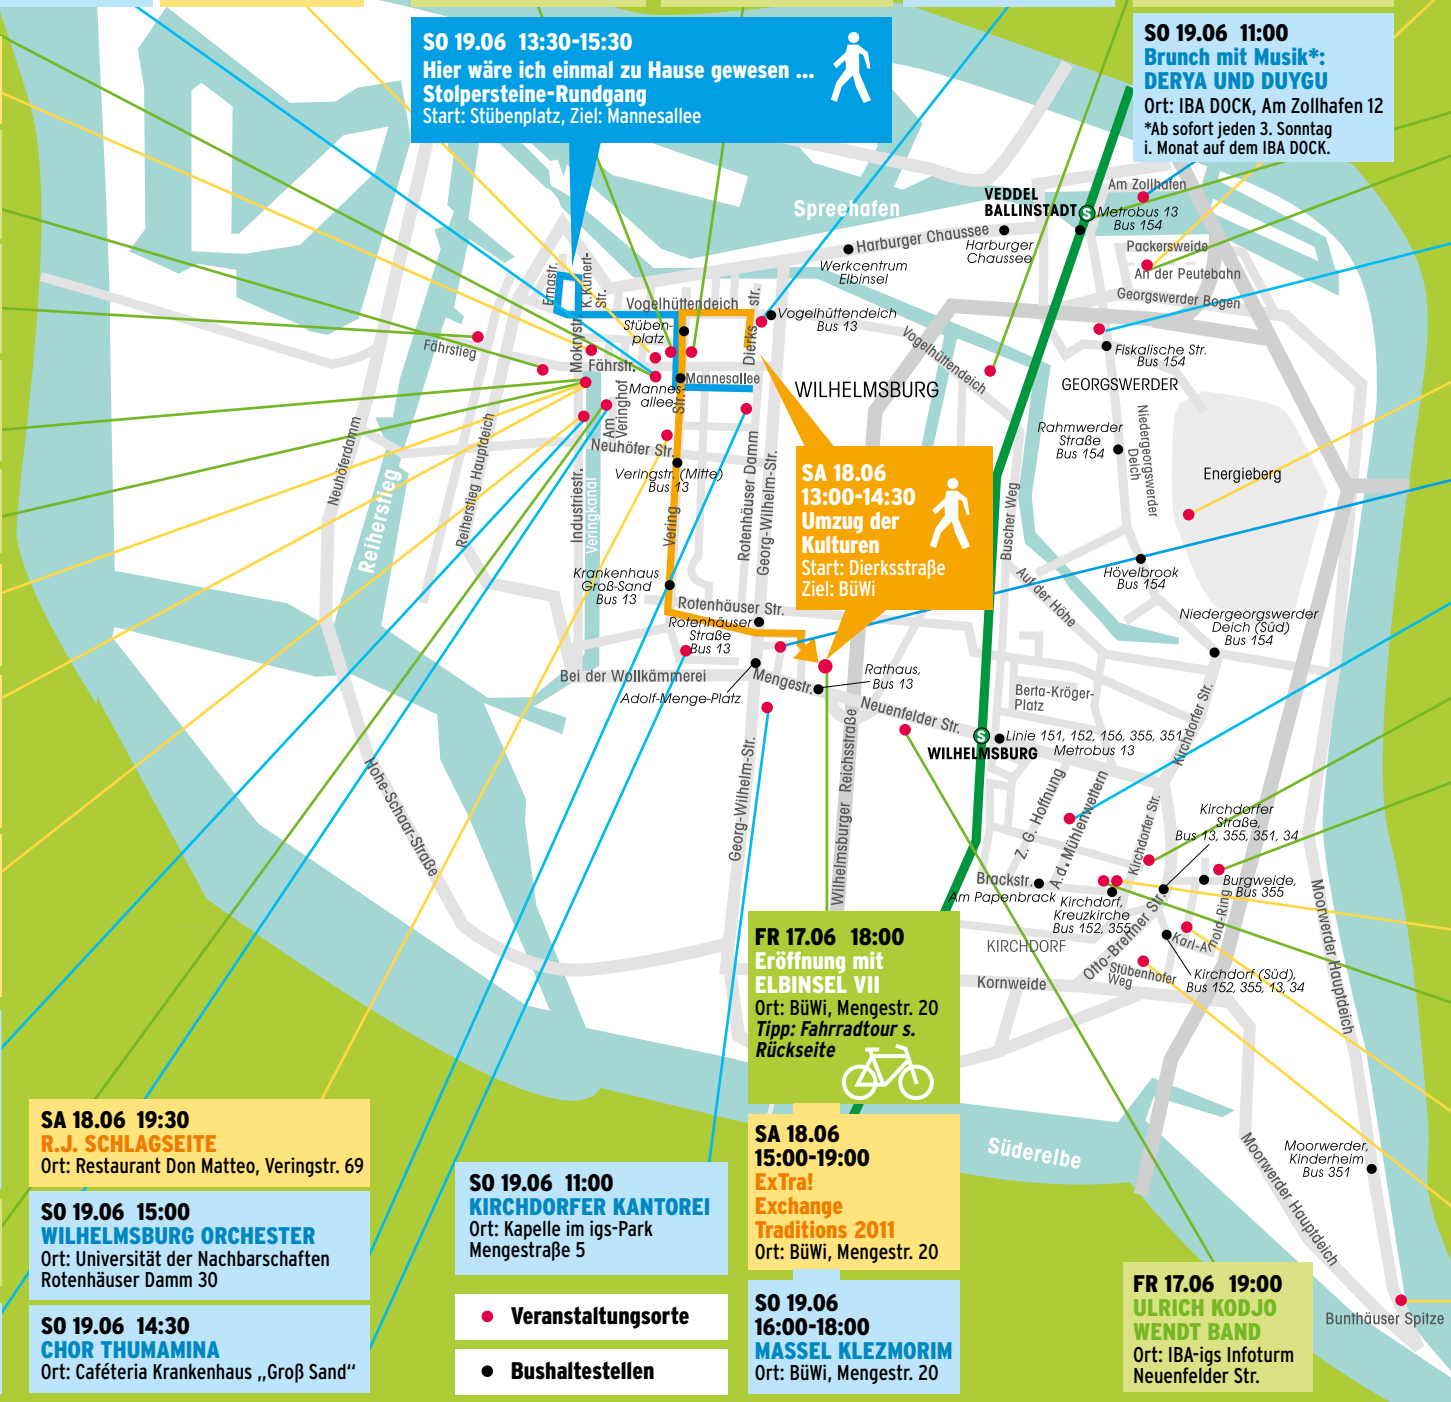 SO 19.06 13:30-15:30
Hier wäre ich einmal zu Hause gewesen ...
Stolpersteine-Rundgang
Start: Stübenplatz, Ziel: Mannesallee
SO 19.06 11:00
Brunch mit Musik*:
DERYA UND DUYGU
Ort: IBA DOCK, Am Zollhafen 12
*Ab sofort jeden 3. Sonntag
i. Monat auf dem IBA DOCK.
Spreehafen
VEDDEL
BALLINSTADT
S
Am Zollhafen
Metrobus 13
Bus 154
Harburger Chaussee
Harburger
Chaussee
Werkcentrum
Elbinsel
Packersweide
An der Peutebahn
Georgswerder Bogen
Ernastr.
K.Kunert-
Str.
Vogelhüttendeich
Dierks
str.
Vogelhüttendeich
Bus 13
Stüben-
platz
Mokrystr.
Fährstieg
Fährstr.
Mannesallee
Mannes-
allee
Str.
Vogelhüttendeich
WILHELMSBURG
Fiskalische Str.
Bus 154
GEORGSWERDER
Rahmwerder
Straße
Bus 154
Niedergeorgswerder
Deich
Energieberg
Neuhöferdamm
Reiherstieg
Reiherstieg Hauptdeich
Am
Veringhof
Neuhöfer Str.
Veringstr. (Mitte)
Bus 13
Industriestr.
Veringkanal
Vering
Rotenhäuser Damm
Georg-Wilhelm-Str.
SA 18.06
13:00-14:30
Umzug der
Kulturen
Start: Dierksstraße
Ziel: BüWi
Buscher Weg
Auf der Höhe
Hövelbrook
Bus 154
Niedergeorgswerder
Deich (Süd)
Bus 154
Krankenhaus
Groß-Sand
Bus 13
Rotenhäuser Str.
Rotenhäuser
Straße
Bus 13
Bei der Wollkämmerei
Adolf-Menge-Platz
Mengestr.
Rathaus,
Bus 13
Neuenfelder Str.
Berta-Kröger-
Platz
S
Linie 151, 152, 156, 355, 351
Metrobus 13
WILHELMSBURG
Kirchdorfer Str.
Hohe-Schaar-Straße
Georg-Wilhelm-Str.
Wilhelmsburger Reichsstraße
Z. G. Hoffnung
A.d. Mühlenwettern
Kirchdorfer Str.
Kirchdorfer
Straße,
Bus 13, 355, 351, 34
Brackstr.
Am Papenbrack
Kirchdorf,
Kreuzkirche
Bus 152, 355
Burgweide,
Bus 355
Otto-Brenner Str.
Karl-Arnold-Ring
KIRCHDORF
Kornweide
Stübenhofer
Weg
Kirchdorf (Süd),
Bus 152, 355, 13, 34
Moorwerder Hauptdeich
FR 17.06 18:00
Eröffnung mit
ELBINSEL VII
Ort: BüWi, Mengestr. 20
Tipp: Fahrradtour s.
Rückseite
Süderelbe
Moorwerder,
Kinderheim
Bus 351
Moorwerder Hauptdeich
Bunthäuser Spitze
SA 18.06 19:30
R.J. SCHLAGSEITE
Ort: Restaurant Don Matteo, Veringstr. 69
SO 19.06 15:00
WILHELMSBURG ORCHESTER
Ort: Universität der Nachbarschaften
Rotenhäuser Damm 30
SO 19.06 14:30
CHOR THUMAMINA
Ort: Caféteria Krankenhaus „Groß Sand“
SO 19.06 11:00
KIRCHDORFER KANTOREI
Ort: Kapelle im igs-Park
Mengestraße 5
Veranstaltungsorte
Bushaltestellen
SA 18.06
15:00-19:00
ExTra!
Exchange
Traditions 2011
Ort: BüWi, Mengestr. 20
SO 19.06
16:00-18:00
MASSEL KLEZMORIM
Ort: BüWi, Mengestr. 20
FR 17.06 19:00
ULRICH KODJO
WENDT BAND
Ort: IBA-igs Infoturm
Neuenfelder Str.